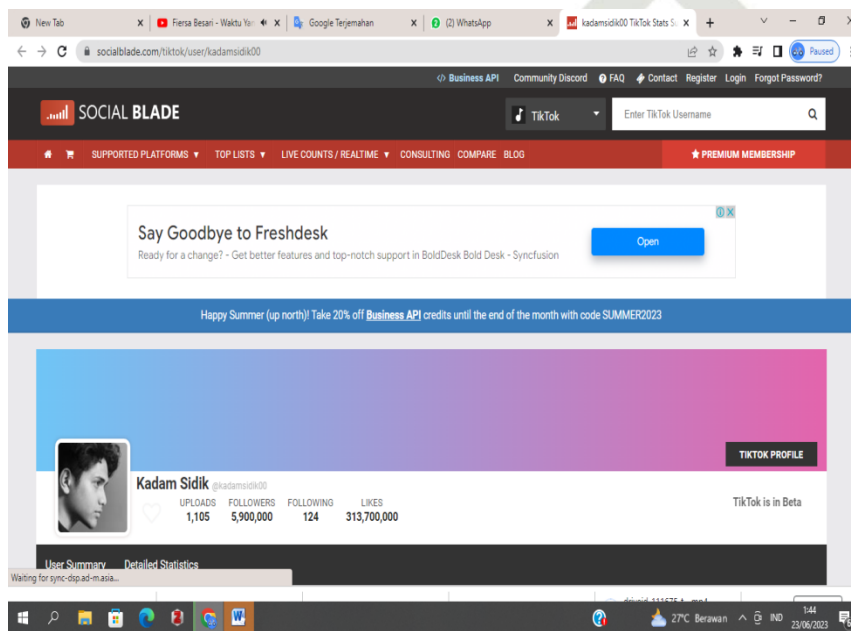 New Tab
Fiersa Besari - Waktu Yan
Google Terjemahan
(2) WhatsApp
kadamsidik00 TikTok Stats S
socialblade.com/tiktok/user/kadamsidik00
Paused
</> Business API Community Discord FAQ Contact Register Login Forgot Password?
SOCIAL BLADE
TikTok
Enter TikTok Username
SUPPORTED PLATFORMS TOP LISTS LIVE COUNTS / REALTIME CONSULTING COMPARE BLOG
PREMIUM MEMBERSHIP
Say Goodbye to Freshdesk
Ready for a change? - Get better features and top-notch support in BoldDesk Bold Desk - Syncfusion
Open
Happy Summer (up north)! Take 20% off Business API credits until the end of the month with code SUMMER2023
TIKTOK PROFILE
Kadam Sidik @kadamsidik00
UPLOADS FOLLOWERS FOLLOWING LIKES
1,105 5,900,000 124 313,700,000
TikTok is in Beta
User Summary Detailed Statistics
Waiting for sync-dsp.ad-m.asia...
27°C Berawan
IND
1:44
23/06/2023